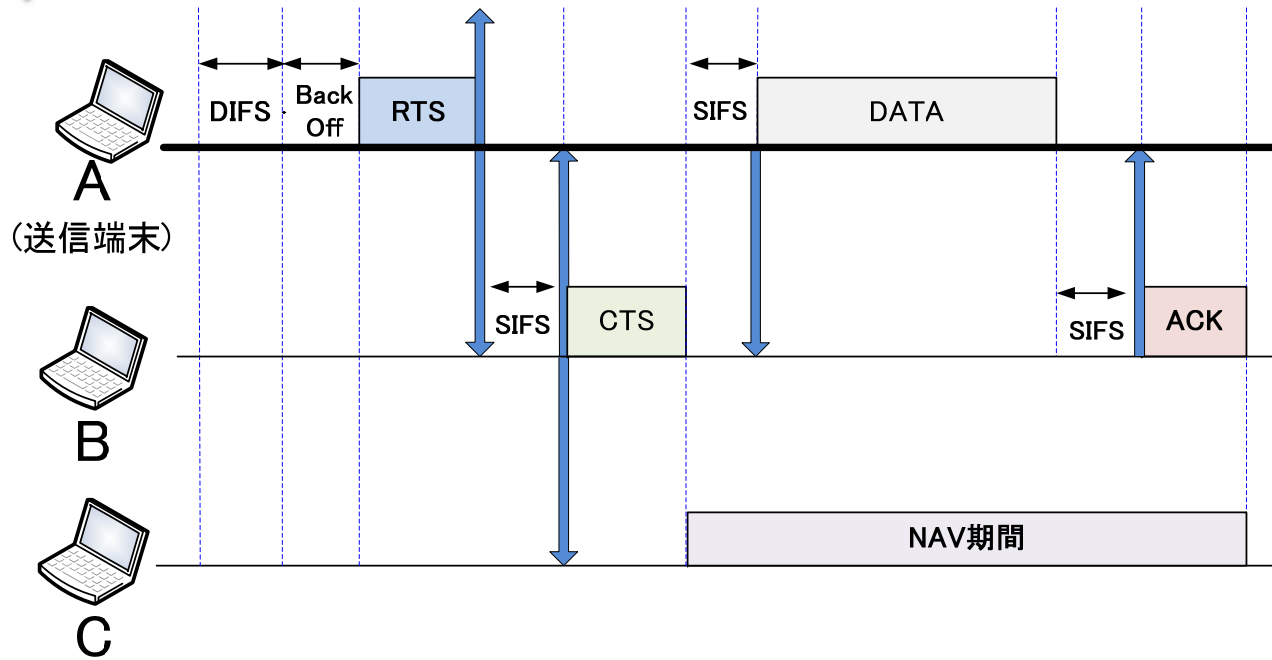 DIFS
Back
Off
RTS
SIFS
DATA
A
(送信端末)
SIFS
CTS
SIFS
ACK
B
NAV期間
C